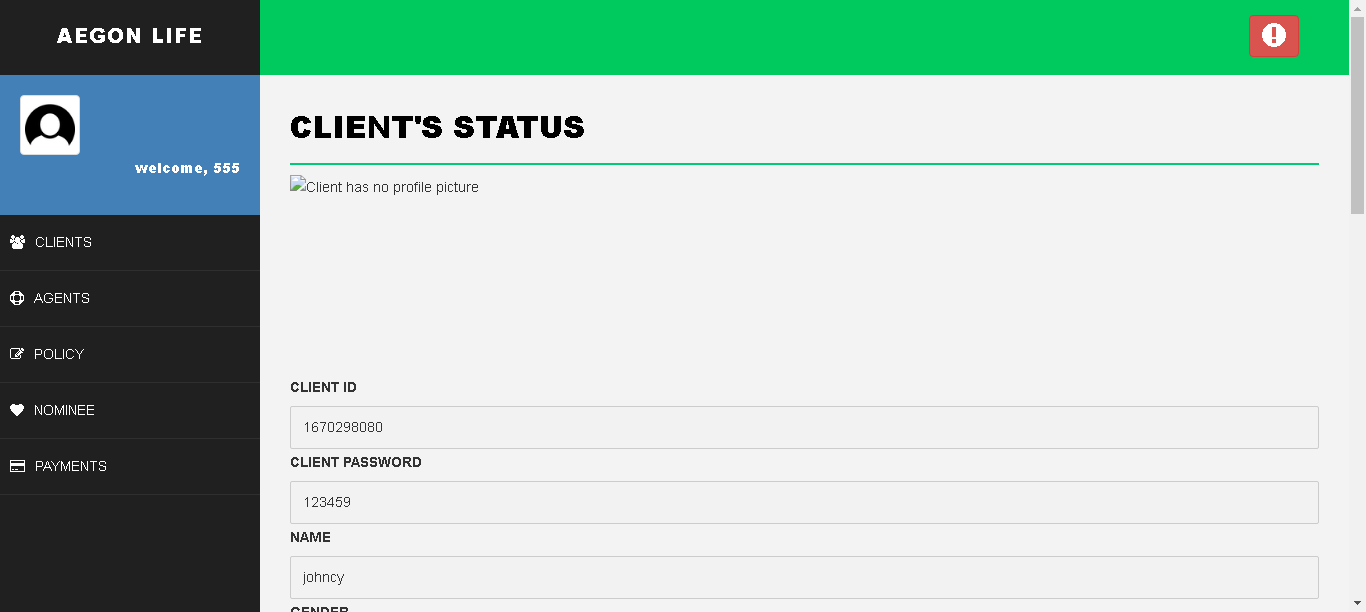 AEGON LIFE
welcome, 555
CLIENTS
AGENTS
POLICY
NOMINEE
PAYMENTS
CLIENT'S STATUS
Client has no profile picture
CLIENT ID
1670298080
CLIENT PASSWORD
123459
NAME
johncy
GENDER